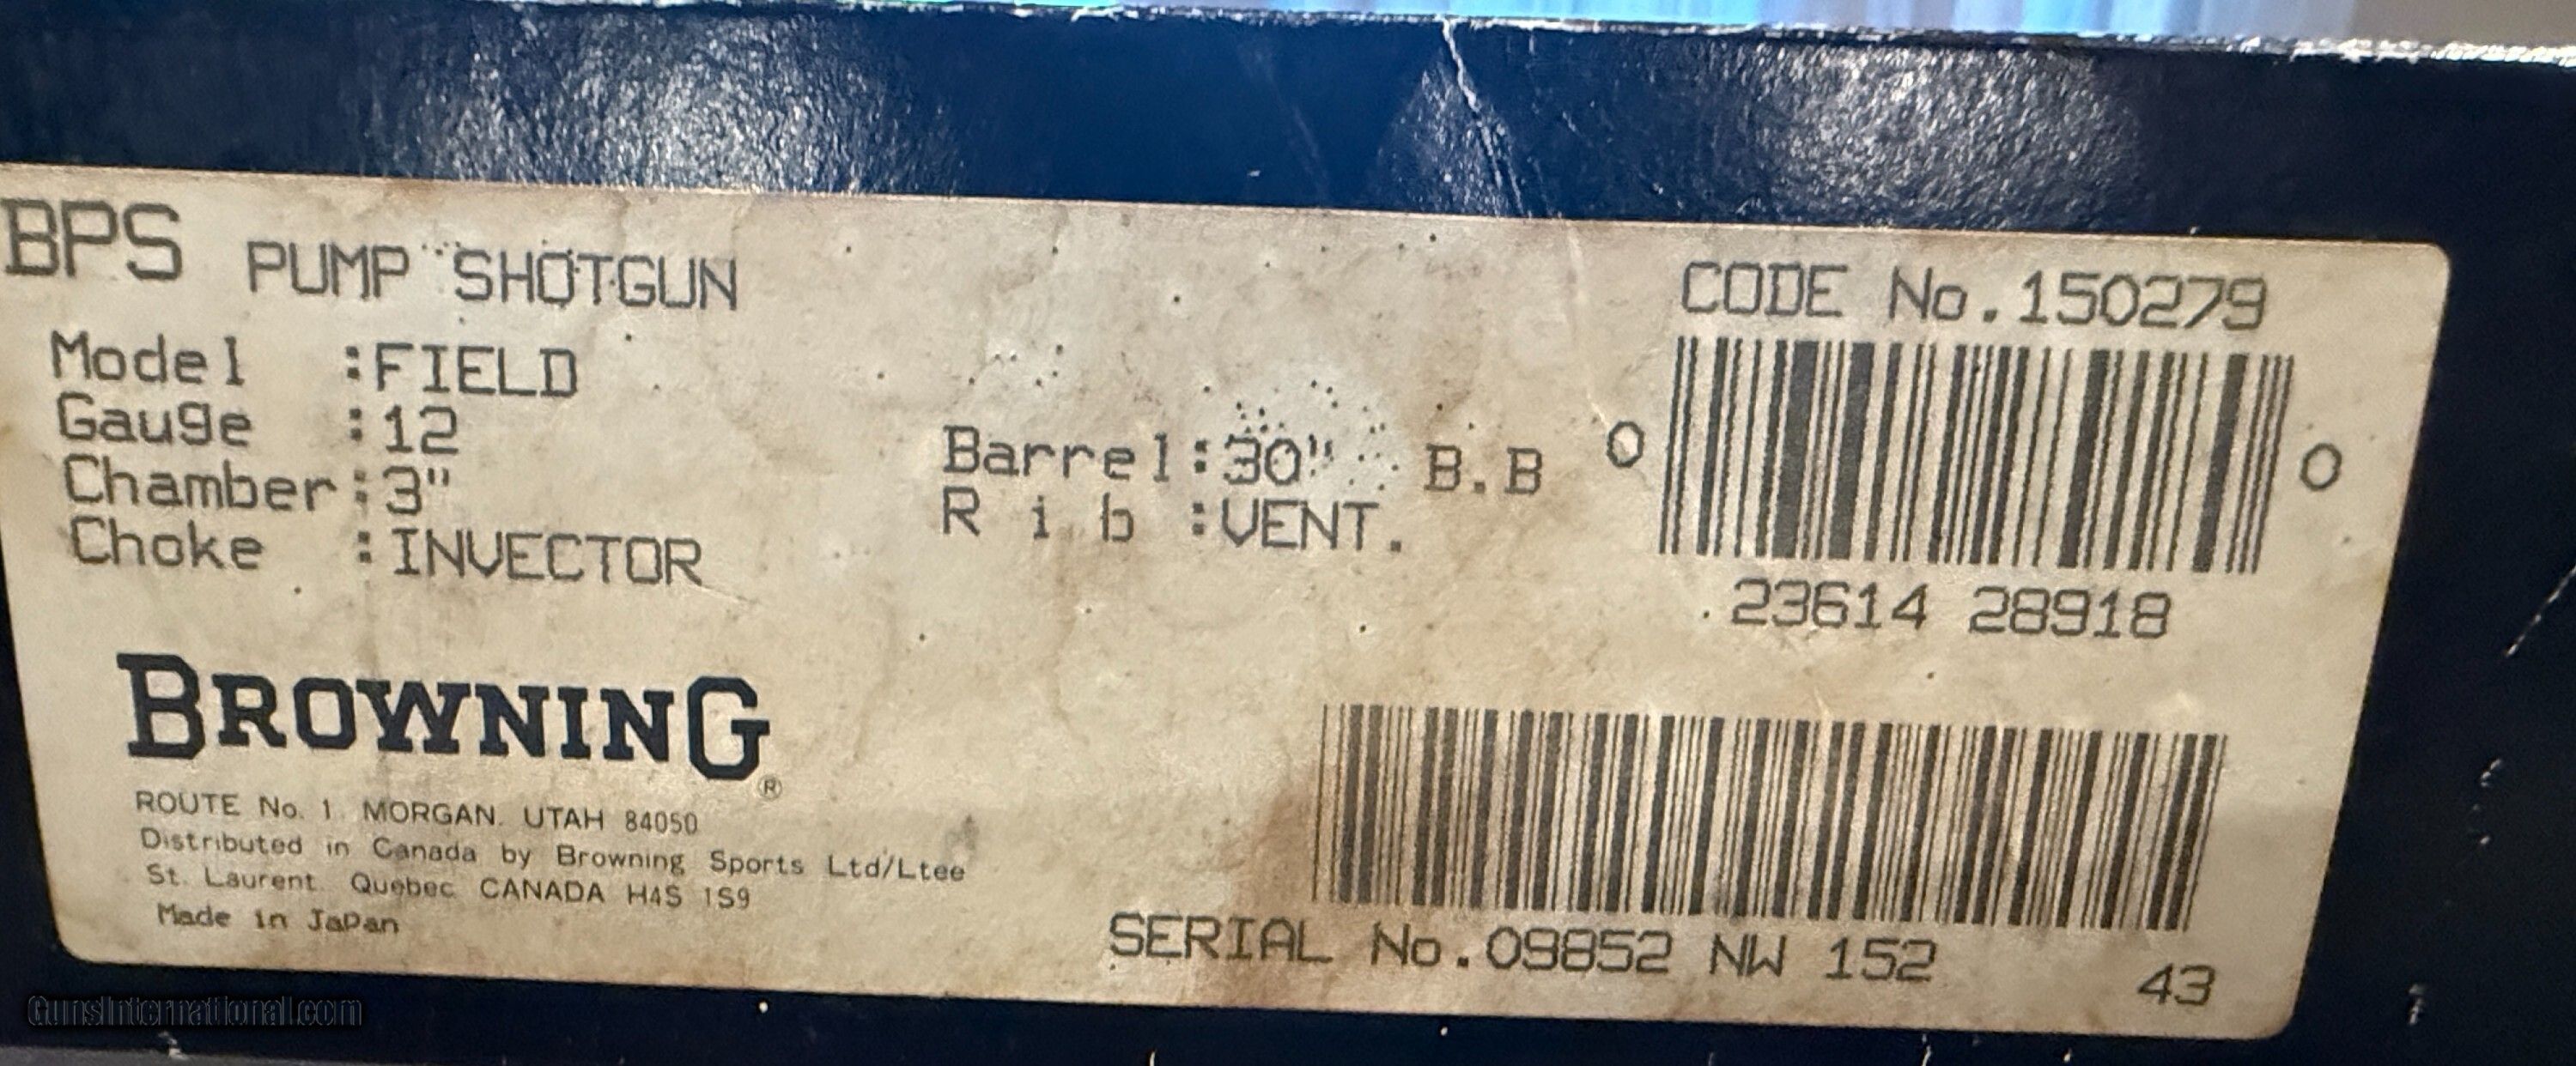 BPS PUMP SHOTGUN
CODE No.150279
Model :FIELD
Gauge :12
Chamber:3"
Choke :INVECTOR
Barrel:30" B.B
R i b :VENT.
0 0
23614 28918
BROWNING®
ROUTE No. 1 MORGAN. UTAH 84050
Distributed in Canada by Browning Sports Ltd/Ltee
St. Laurent. Quebec CANADA H4S 1S9
Made in Japan
SERIAL No.09852 NW 152
43
GunsInternational.com